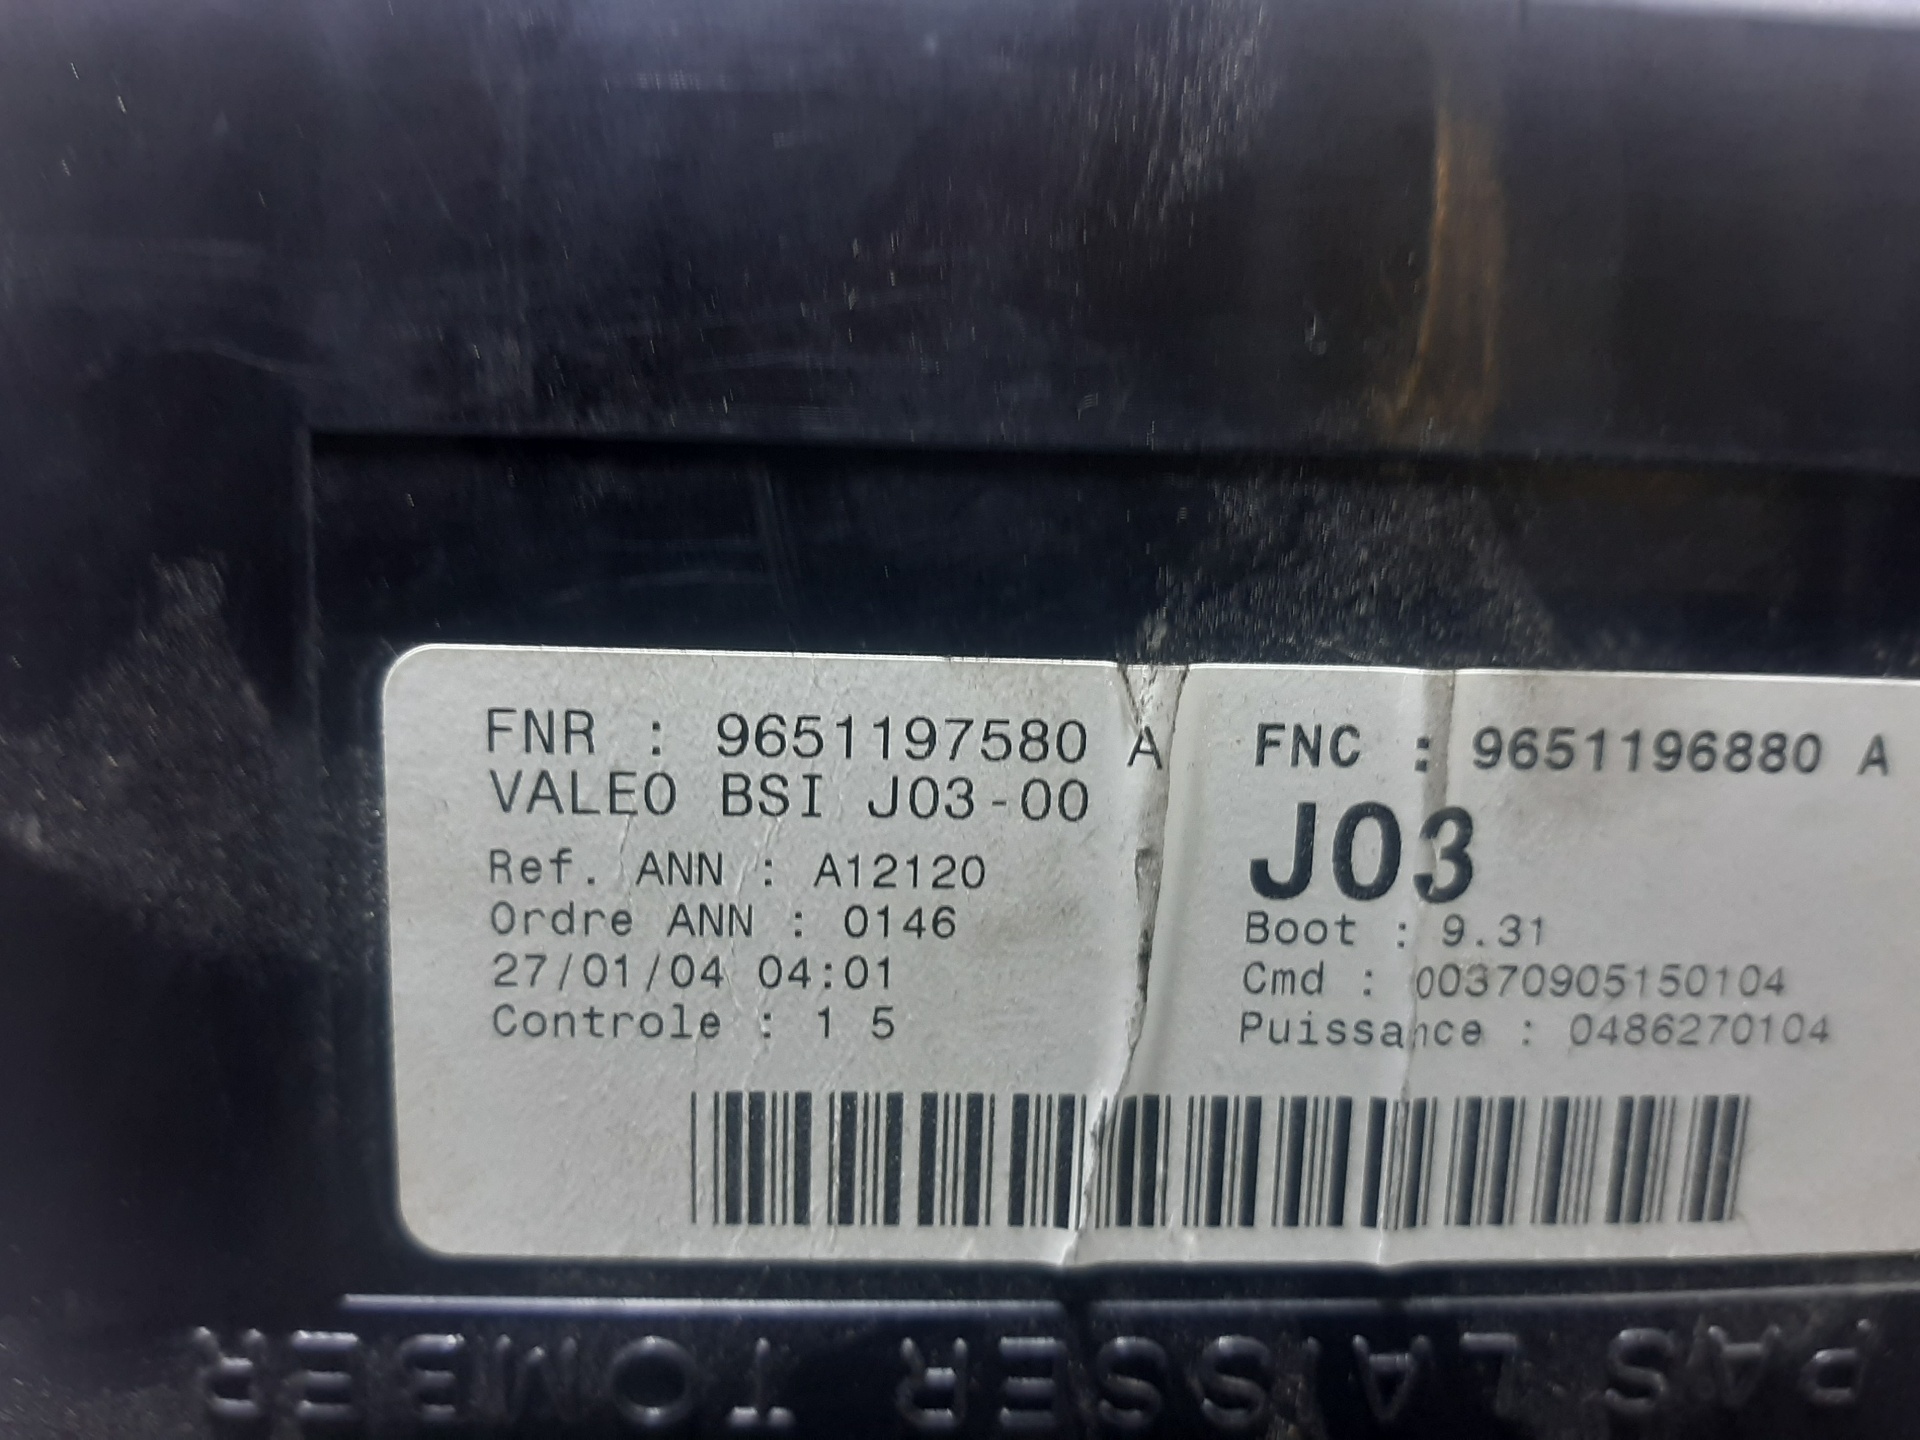 FNR : 9651197580 A
VALEO BSI J03-00
Ref. ANN : A12120
Ordre ANN : 0146
27/01/04 04:01
Controle : 1 5
FNC : 9651196880 A
J03
Boot : 9.31
Cmd : 00370905150104
Puissance : 0486270104
PAS LAISSER TOMBER